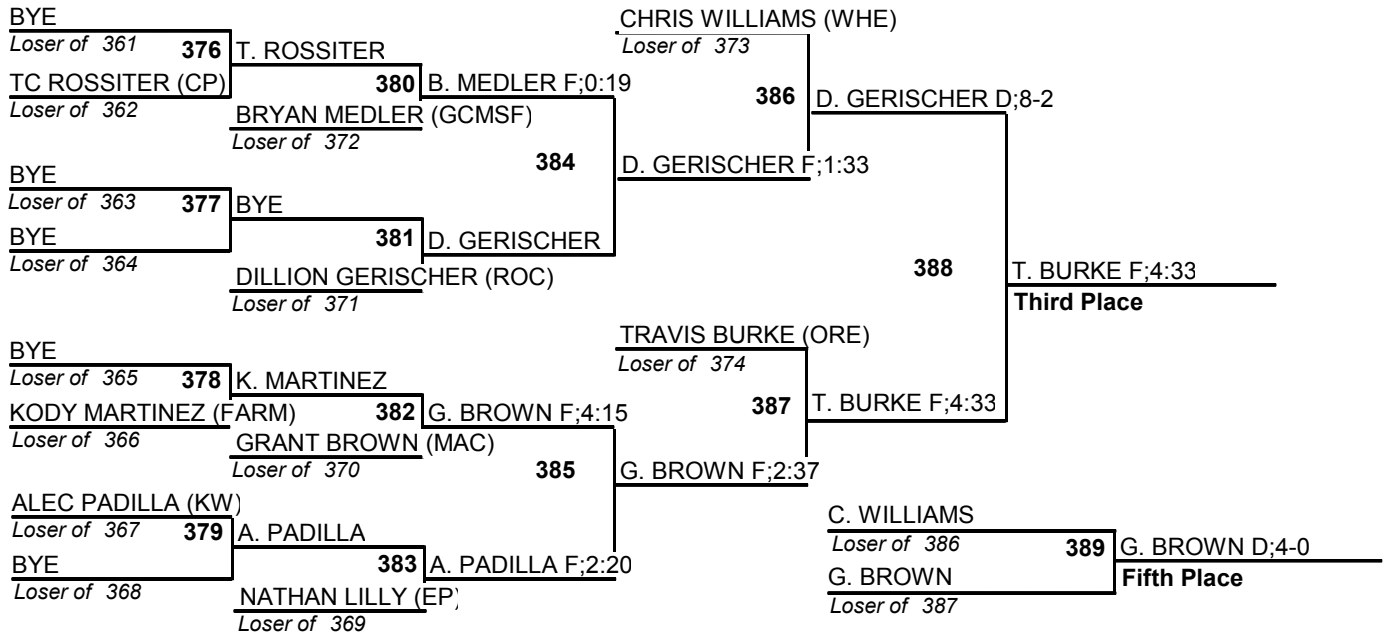 BYE
Loser of 361
376
T. ROSSITER
TC ROSSITER (CP)
Loser of 362
380
B. MEDLER F;0:19
BRYAN MEDLER (GCMSF)
Loser of 372
BYE
Loser of 363
377
BYE
BYE
Loser of 364
381
D. GERISCHER
DILLION GERISCHER (ROC)
Loser of 371
384
D. GERISCHER F;1:33
CHRIS WILLIAMS (WHE)
Loser of 373
386
D. GERISCHER D;8-2
BYE
Loser of 365
378
K. MARTINEZ
KODY MARTINEZ (FARM)
Loser of 366
382
G. BROWN F;4:15
GRANT BROWN (MAC)
Loser of 370
ALEC PADILLA (KW)
Loser of 367
379
A. PADILLA
BYE
Loser of 368
383
A. PADILLA F;2:20
NATHAN LILLY (EP)
Loser of 369
385
G. BROWN F;2:37
TRAVIS BURKE (ORE)
Loser of 374
387
T. BURKE F;4:33
388
T. BURKE F;4:33
Third Place
C. WILLIAMS
Loser of 386
389
G. BROWN D;4-0
G. BROWN
Fifth Place
Loser of 387